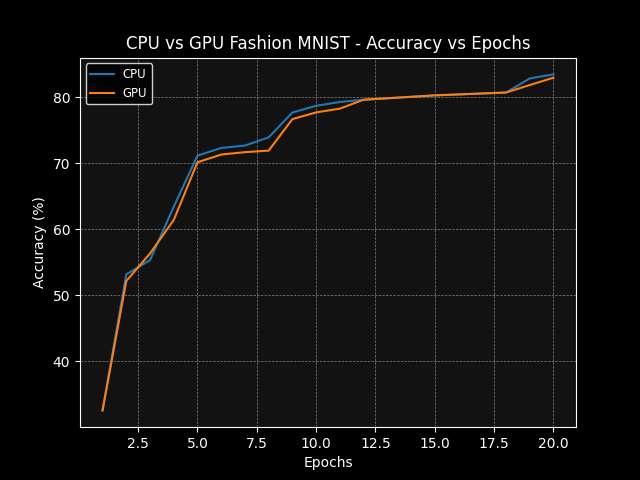 CPU vs GPU Fashion MNIST - Accuracy vs Epochs
CPU
GPU
80
70
60
50
40
Accuracy (%)
2.5 5.0 7.5 10.0 12.5 15.0 17.5 20.0
Epochs